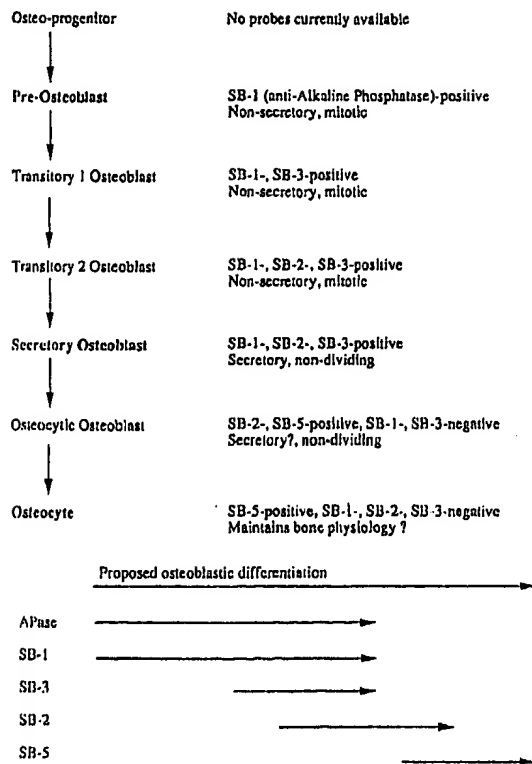 Osteo-progenitor No probes currently available
Pre-Osteoblast SB-1 (anti-Alkaline Phosphatase)-positive
Non-secretory, mitotic
Transitory 1 Osteoblast SB-1-, SB-3-positive
Non-secretory, mitotic
Transitory 2 Osteoblast SB-1-, SB-2-, SB-3-positive
Non-secretory, mitotic
Secretory Osteoblast SB-1-, SB-2-, SB-3-positive
Secretory, non-dividing
Osteocytic Osteoblast SB-2-, SB-5-positive, SB-1-, SB-3-negative
Secretory?, non-dividing
Osteocyte SB-5-positive, SB-1-, SB-2-, SB-3-negative
Maintains bone physiology ?
Proposed osteoblastic differentiation
APase
SB-1
SB-3
SB-2
SB-5